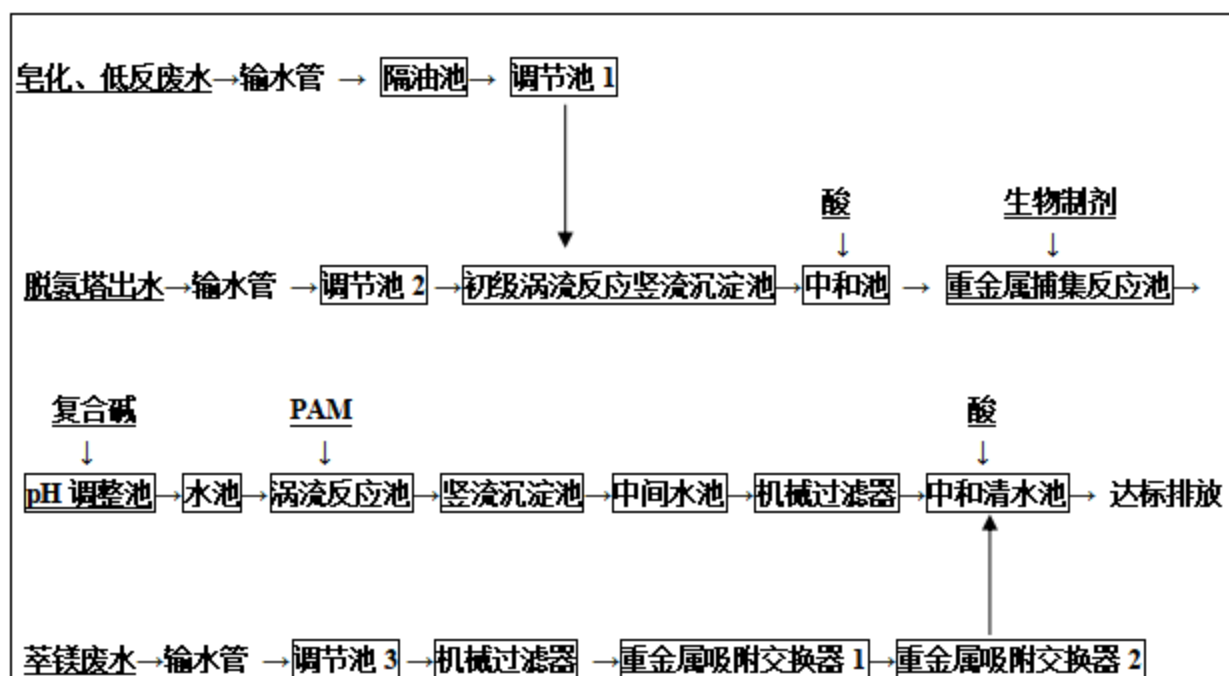 皂化、低反废水→输水管 → 隔油池→ 调节池 1
酸 生物制剂
↓ ↓
脱氨塔出水→输水管 →调节池 2→初级涡流反应竖流沉淀池→中和池 → 重金属捕集反应池→
复合碱 PAM 酸
↓ ↓ ↓
pH 调整池→水池→涡流反应池→竖流沉淀池→中间水池→机械过滤器→中和清水池→ 达标排放
萃镁废水→输水管 →调节池 3→机械过滤器 →重金属吸附交换器 1→重金属吸附交换器 2